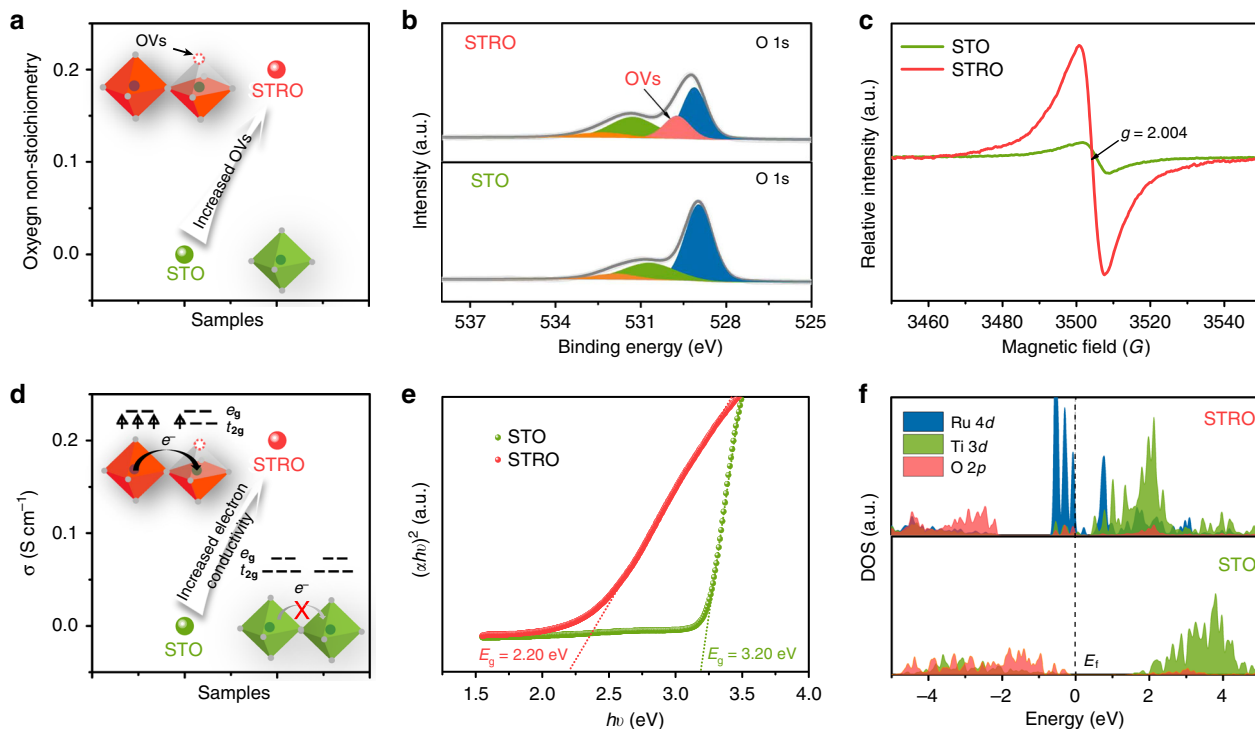 a
Oxyegn non-stoichiometry
0.2
0.1
0.0
OVs
STRO
Increased OVs
STO
Samples
b
Intensity (a.u.)
STRO
O 1s
OVs
STO
O 1s
537
534
531
528
525
Binding energy (eV)
c
Relative intensity (a.u.)
STO
STRO
g = 2.004
3460
3480
3500
3520
3540
Magnetic field (G)
d
σ (S cm⁻¹)
0.2
0.1
0.0
e_g
t_2g
e⁻
STRO
Increased electron
conductivity
e_g
t_2g
e⁻
X
STO
Samples
e
(αhυ)²
STO
STRO
E_g = 2.20 eV
E_g = 3.20 eV
1.5
2.0
2.5
3.0
3.5
4.0
hυ (eV)
f
DOS (a.u.)
Ru 4d
Ti 3d
O 2p
STRO
STO
E_f
–4
–2
0
2
4
Energy (eV)